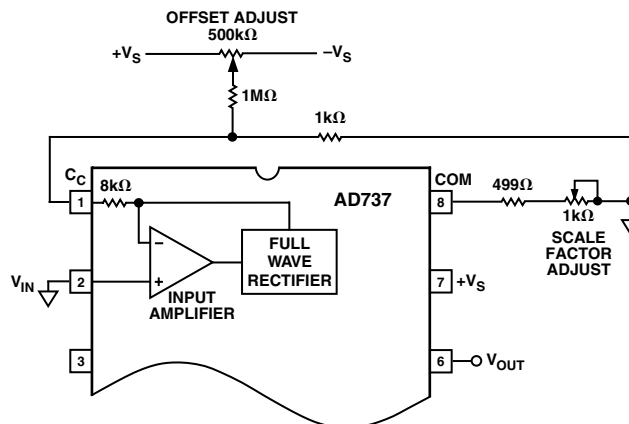 OFFSET ADJUST
500kΩ
+VS
–VS
1MΩ
1kΩ
CC
COM
1
8kΩ
AD737
8
499Ω
1kΩ
SCALE
FACTOR
ADJUST
–
+
FULL
WAVE
RECTIFIER
INPUT
AMPLIFIER
VIN
2
7
+VS
3
6
VOUT